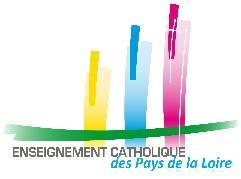 ENSEIGNEMENT CATHOLIQUE
des Pays de la Loire